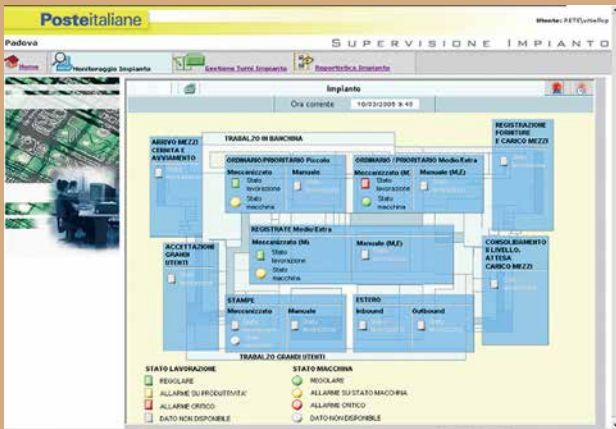 Posteitaliane
Padova
SUPERVISIONE IMPIANTO
Home
Monitoraggio Impianto
Gestione Turni Impianto
Reportistica Impianto
Impianto
Ora corrente 10/03/2005 9:40
TRABALZO IN BANCHINA
ARRIVO MEZZI
CERNITA E
AVVIAMENTO
REGISTRAZIONE
FORNITURE
E CARICO MEZZI
ORDINARIO/PRIORITARIO Piccolo
Meccanizzato
Manuale
Stato
lavorazione
Stato
macchina
ORDINARIO / PRIORITARIO Medio/Extra
Meccanizzato (M)
Manuale (M,E)
Stato
lavorazione
Stato
macchina
REGISTRATE Medio/Extra
Meccanizzato (M)
Manuale (M,E)
Stato
lavorazione
Stato
macchina
ACCETTAZIONI
GRANDI
UTENTI
CONSOLIDAMENTO
E LIVELLO,
ATTESA
CARICO MEZZI
STAMPE
Meccanizzato
Manuale
ESTERO
Inbound
Outbound
TRABALZO GRANDI UTENTI
STATO LAVORAZIONE
REGOLARE
ALLARME SU PRODUTTIVITA'
ALLARME CRITICO
DATO NON DISPONIBILE
STATO MACCHINA
REGOLARE
ALLARME SU STATO MACCHINA
ALLARME CRITICO
DATO NON DISPONIBILE